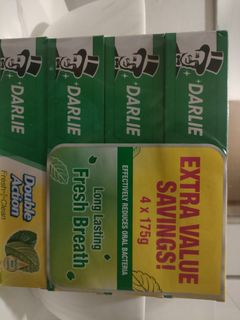 DARLIE
DARLIE
DARLIE
DARLIE
Double
Action
Fresh+Clean
Long Lasting
Fresh Breath
EFFECTIVELY REDUCES ORAL BACTERIA
EXTRA VALUE
SAVINGS!
4 x 175g